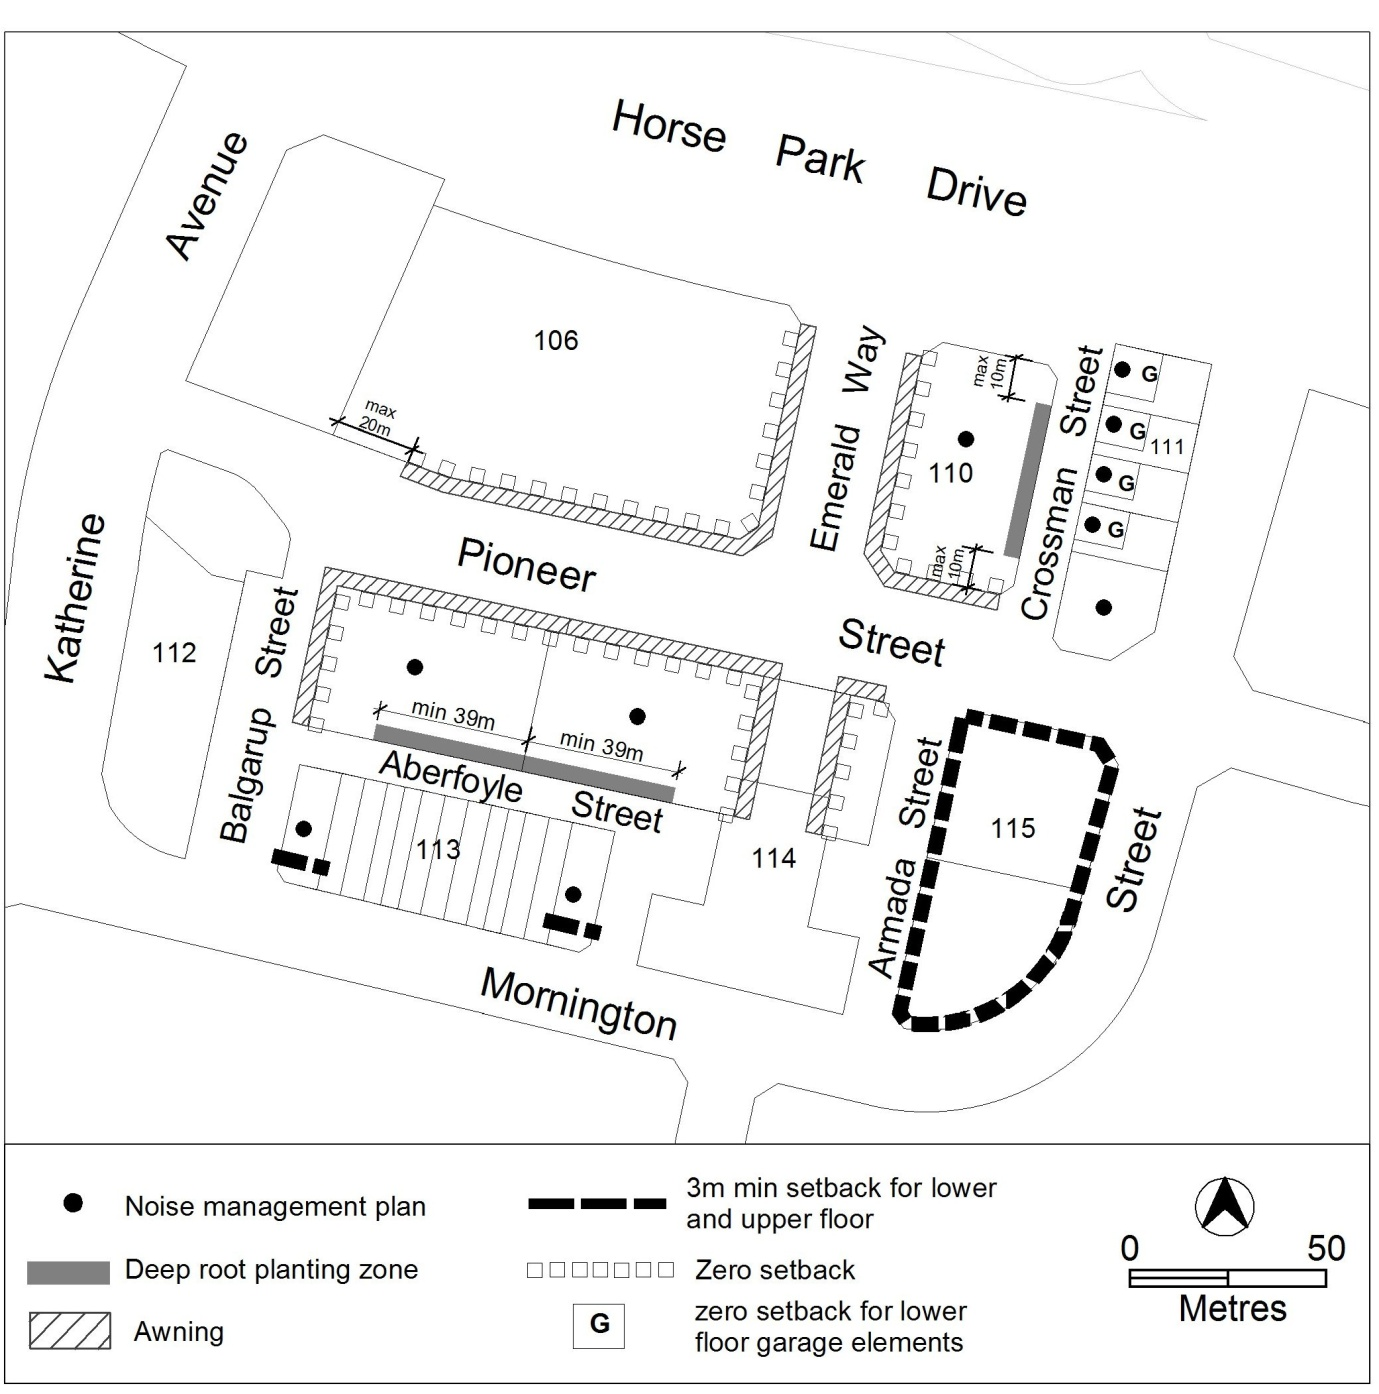 Horse Park Drive
Avenue
106
max
20m
Emerald Way
max
10m
110
max
10m
Crossman Street
G
G
111
G
G
Katherine
Pioneer
Street
112
Balgarup Street
min 39m
min 39m
Aberfoyle Street
113
114
Armada Street
115
Street
Mornington
Noise management plan
Deep root planting zone
Awning
3m min setback for lower
and upper floor
Zero setback
G
zero setback for lower
floor garage elements
0 50
Metres